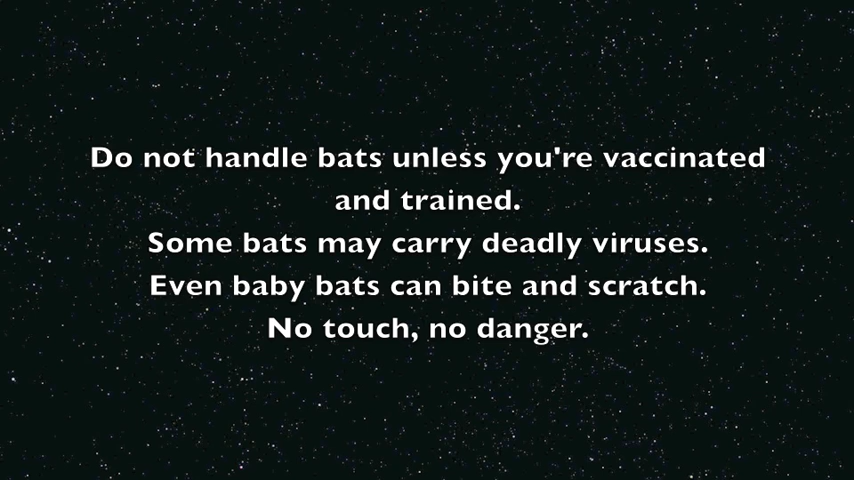 Do not handle bats unless you're vaccinated
and trained.
Some bats may carry deadly viruses.
Even baby bats can bite and scratch.
No touch, no danger.